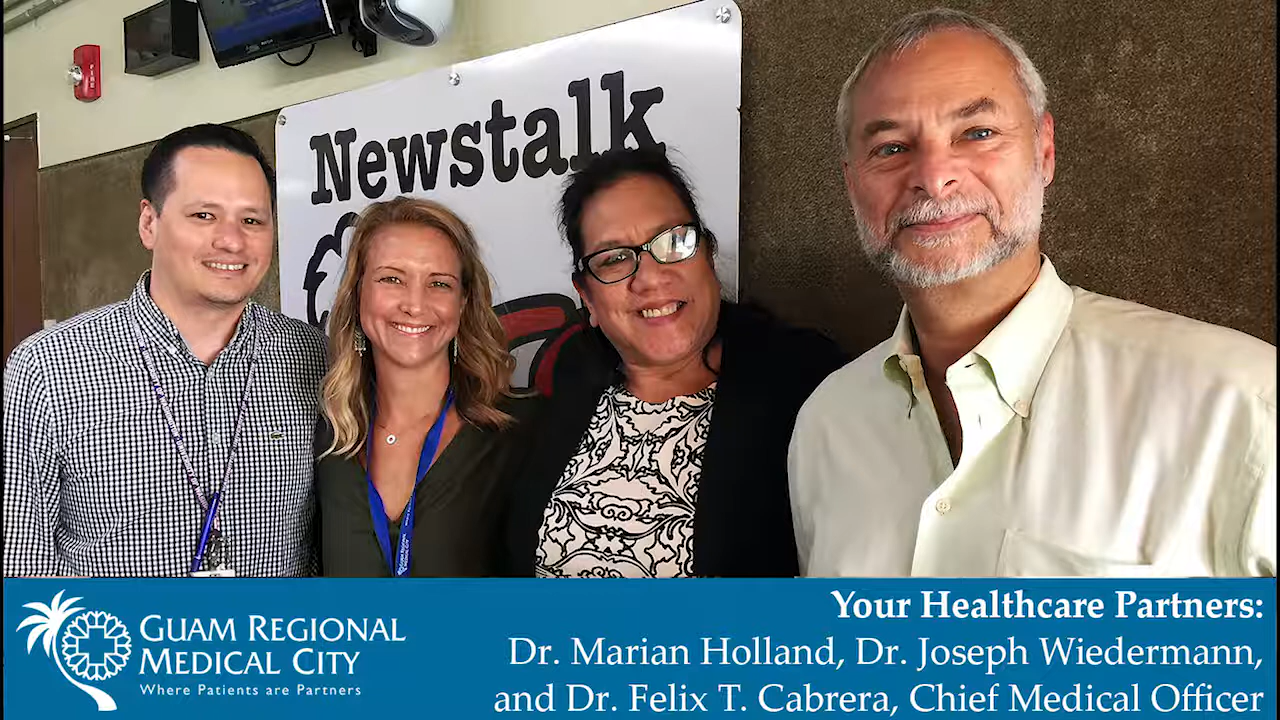 FIRE
Newstalk
GUAM REGIONAL
MEDICAL CITY
Where Patients are Partners
Your Healthcare Partners:
Dr. Marian Holland, Dr. Joseph Wiedermann,
and Dr. Felix T. Cabrera, Chief Medical Officer